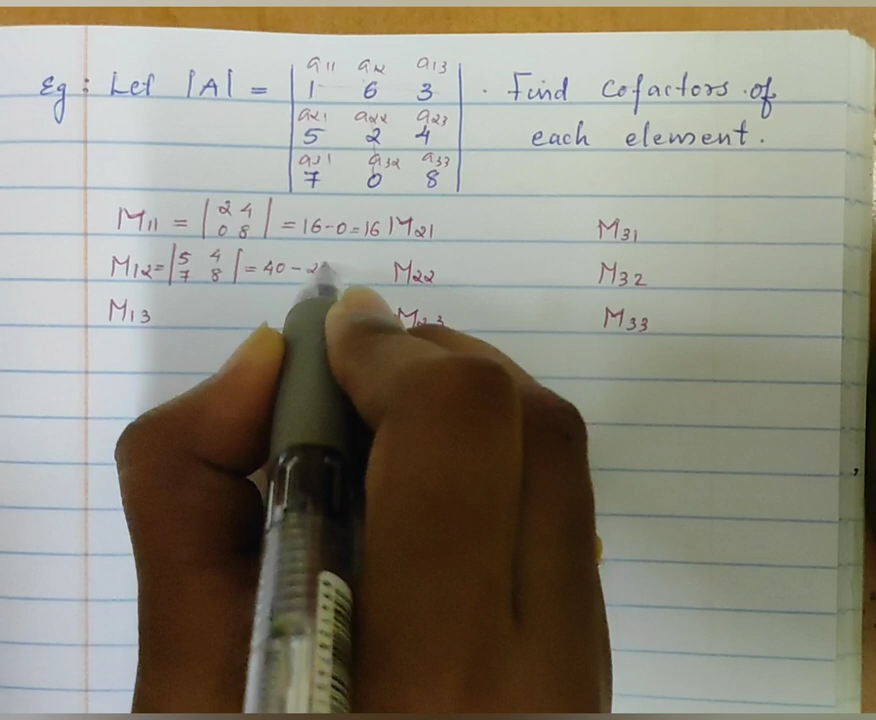 Eg: Let |A| = | a11 a12 a13 . Find cofactors of
1 6 3
a21 a22 a23 each element.
5 2 4
a31 a32 a33
7 0 8
M11 = | 2 4 | = 16-0=16 M21 M31
0 8
M12= | 5 4 | = 40-2 M22 M32
7 8
M13 M23 M33